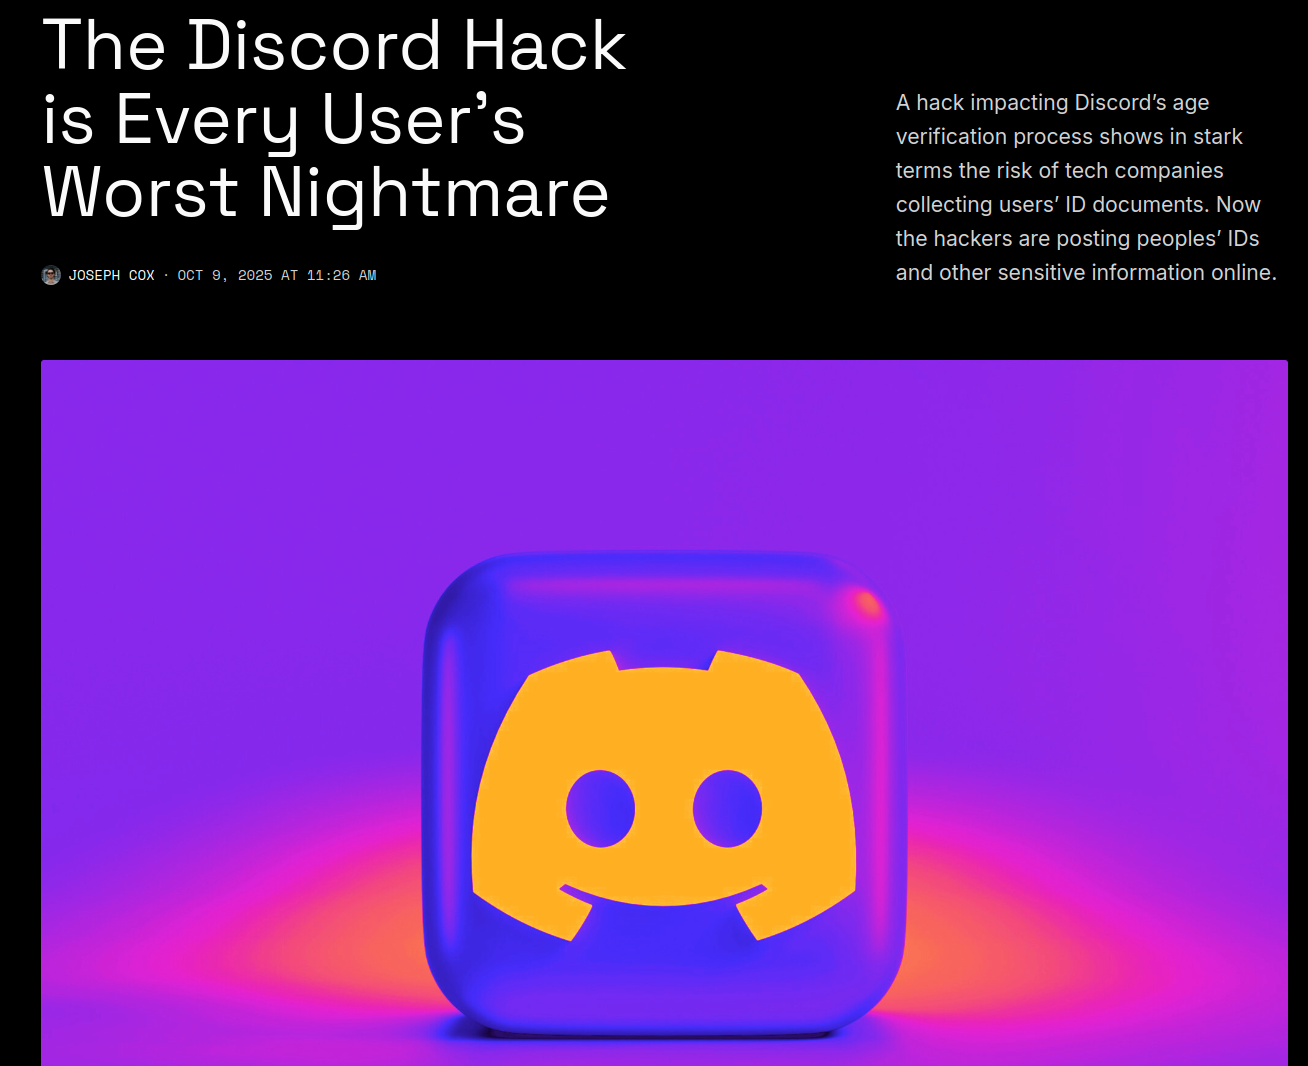 The Discord Hack
is Every User’s
Worst Nightmare
JOSEPH COX · OCT 9, 2025 AT 11:26 AM
A hack impacting Discord’s age
verification process shows in stark
terms the risk of tech companies
collecting users’ ID documents. Now
the hackers are posting peoples’ IDs
and other sensitive information online.